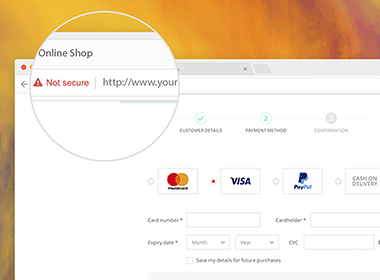 Online Shop
Not secure http://www.your
2 3
CUSTOMER DETAILS PAYMENT METHOD CONFIRMATION
mastercard VISA PayPal CASH ON
DELIVERY
Card number * Cardholder *
Expiry date * Month Year CVC
Save my details for future purchases